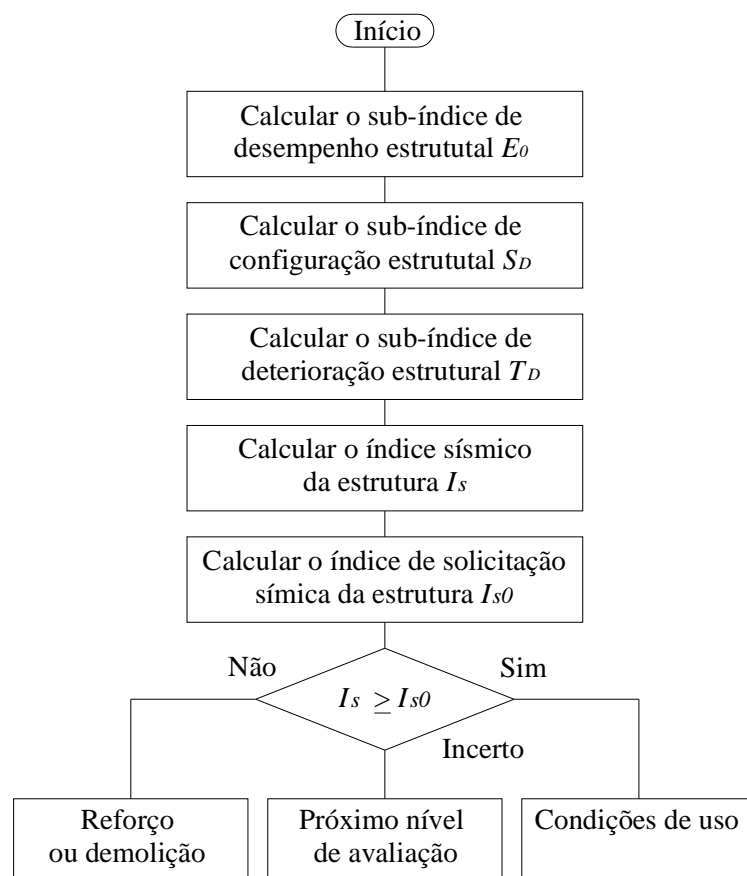 Início
Calcular o sub-índice de
desempenho estrututal E0
Calcular o sub-índice de
configuração estrututal SD
Calcular o sub-índice de
deterioração estrutural TD
Calcular o índice sísmico
da estrutura Is
Calcular o índice de solicitação
símica da estrutura Is0
Não
Sim
Is ≥ Is0
Incerto
Reforço
ou demolição
Próximo nível
de avaliação
Condições de uso